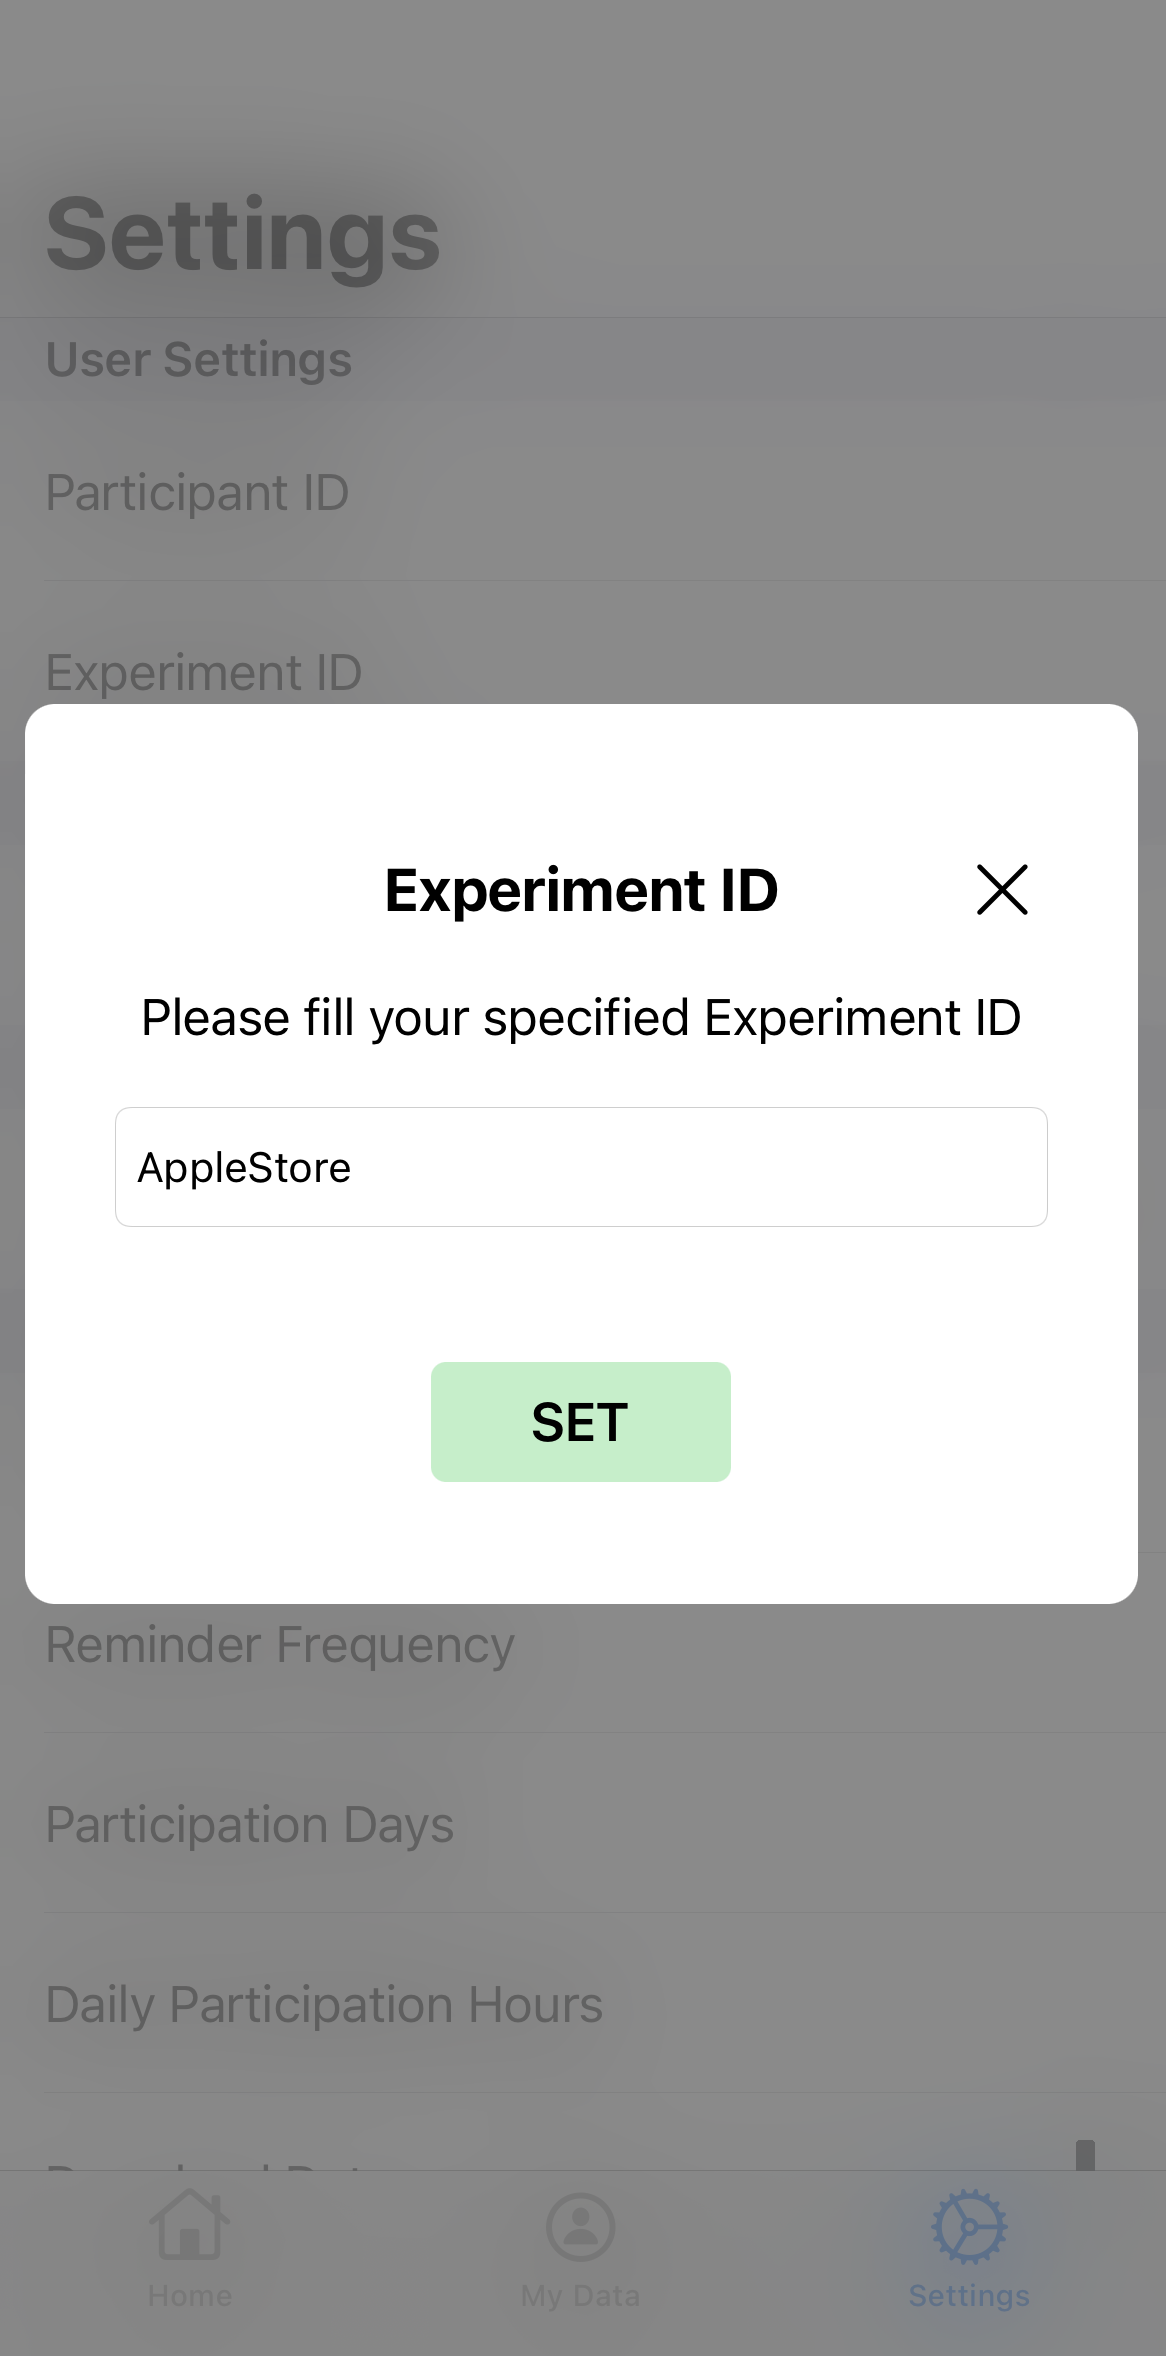 Settings
User Settings
Participant ID
Experiment ID
Experiment ID
Please fill your specified Experiment ID
AppleStore
SET
Reminder Frequency
Participation Days
Daily Participation Hours
Home
My Data
Settings